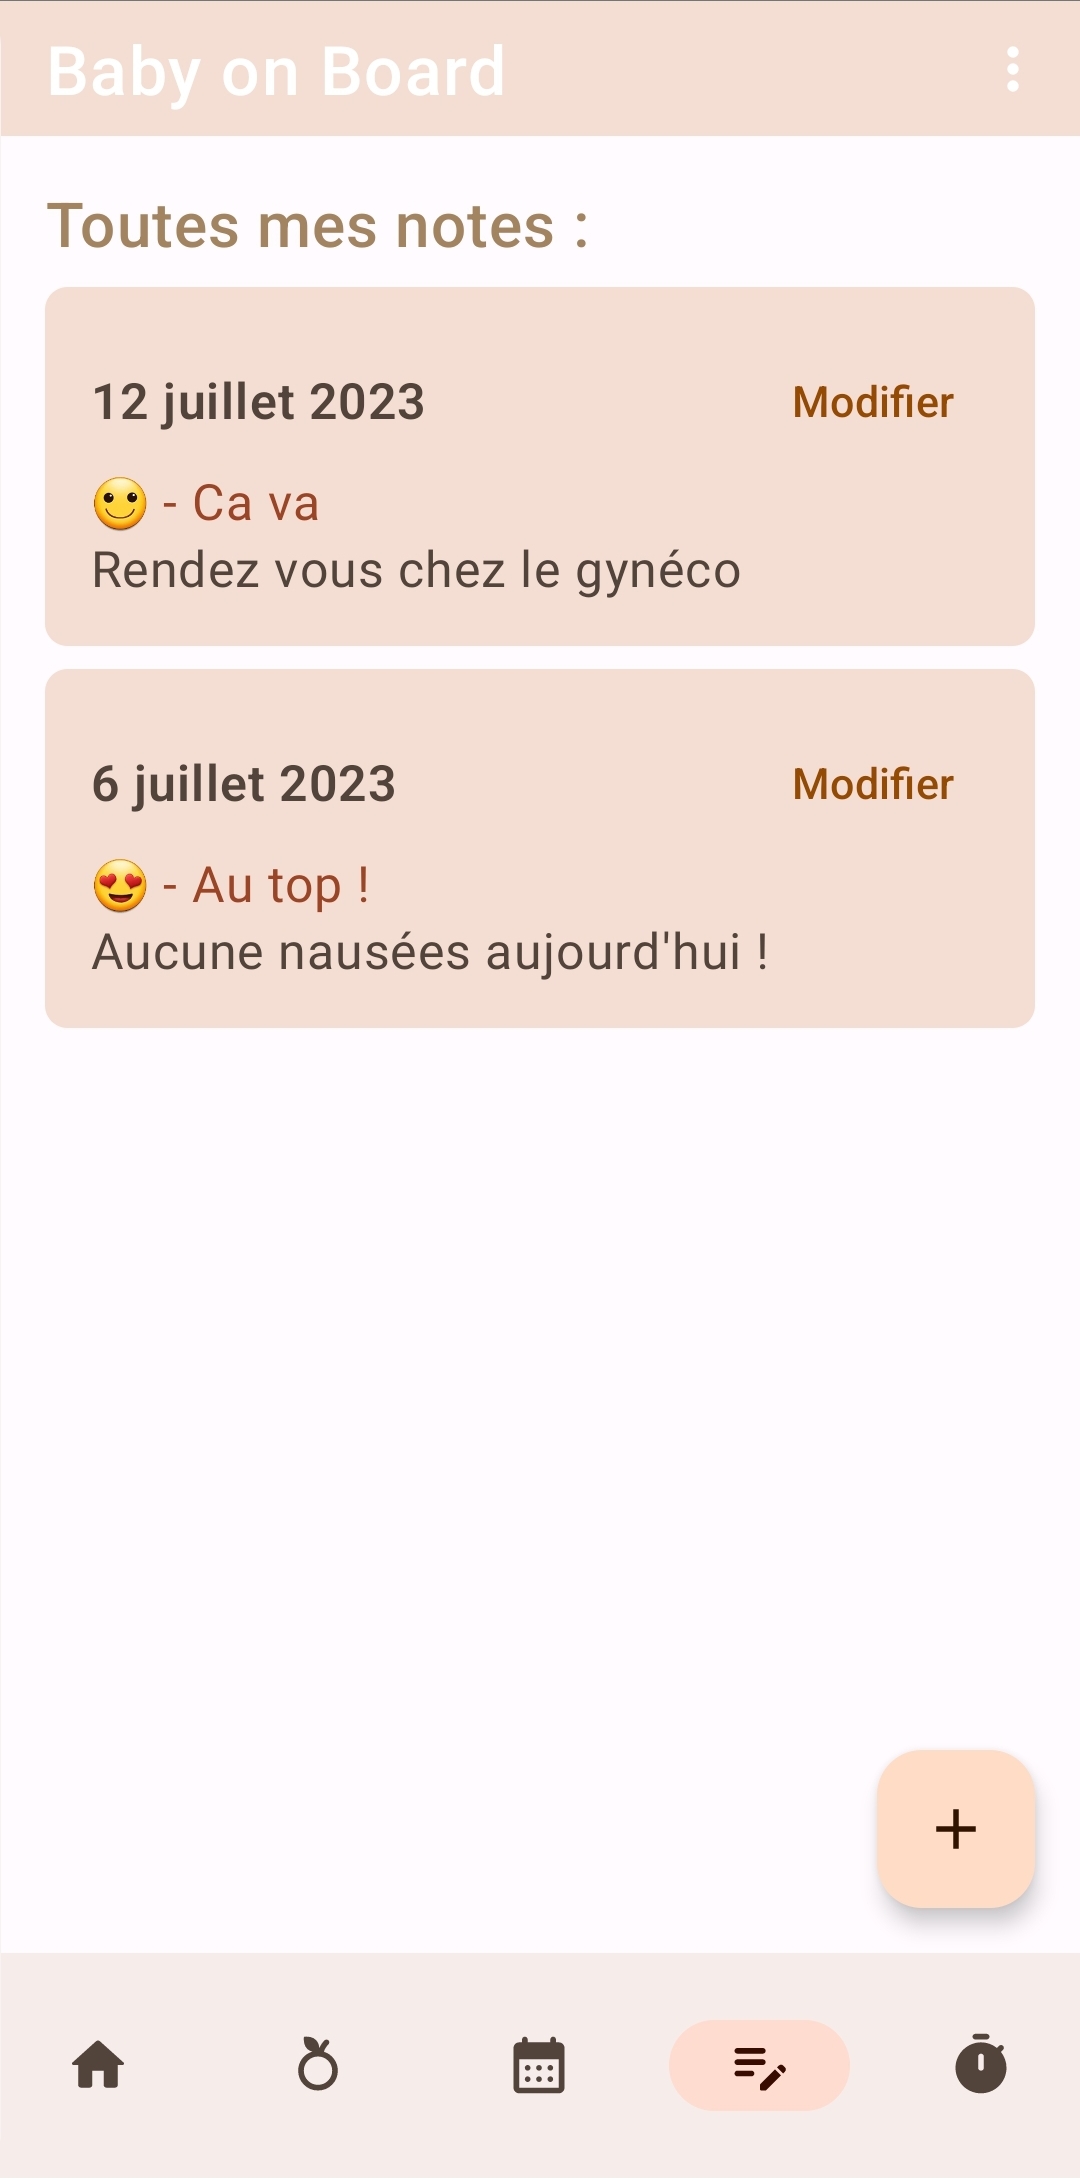 Baby on Board
Toutes mes notes :
12 juillet 2023
Modifier
🙂 - Ca va
Rendez vous chez le gynéco
6 juillet 2023
Modifier
😍 - Au top !
Aucune nausées aujourd'hui !